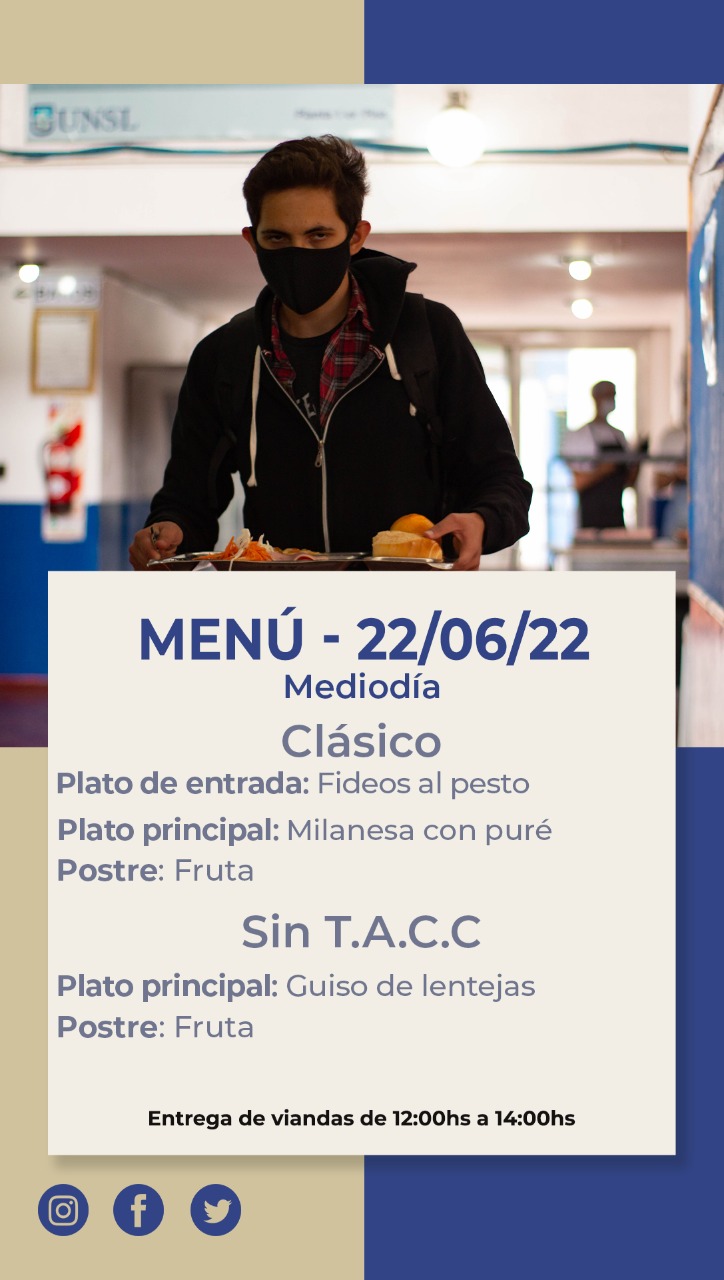 UNSL
MENÚ - 22/06/22
Mediodía
Clásico
Plato de entrada: Fideos al pesto
Plato principal: Milanesa con puré
Postre: Fruta
Sin T.A.C.C
Plato principal: Guiso de lentejas
Postre: Fruta
Entrega de viandas de 12:00hs a 14:00hs